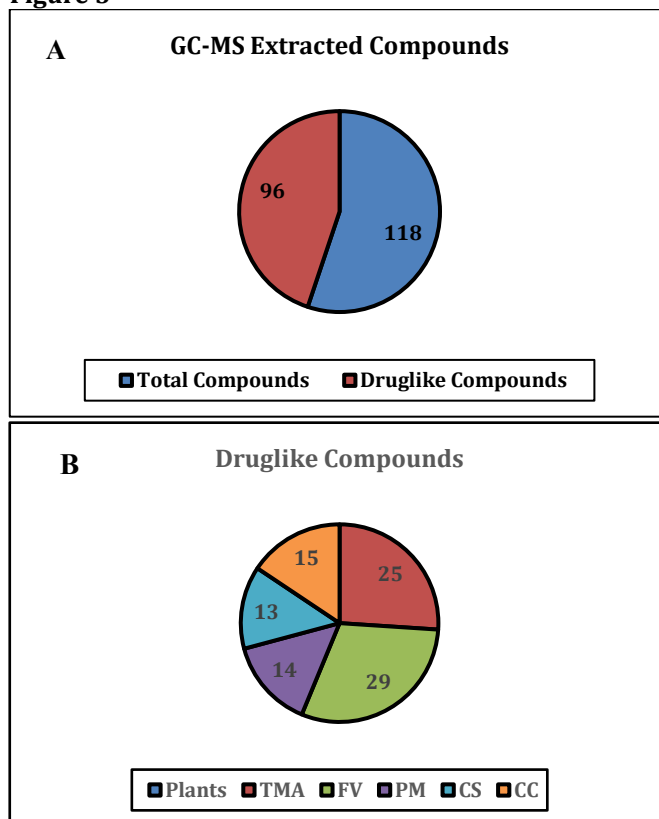 A
GC-MS Extracted Compounds
96
118
Total Compounds Druglike Compounds
B
Druglike Compounds
15
25
13
14
29
Plants TMA FV PM CS CC